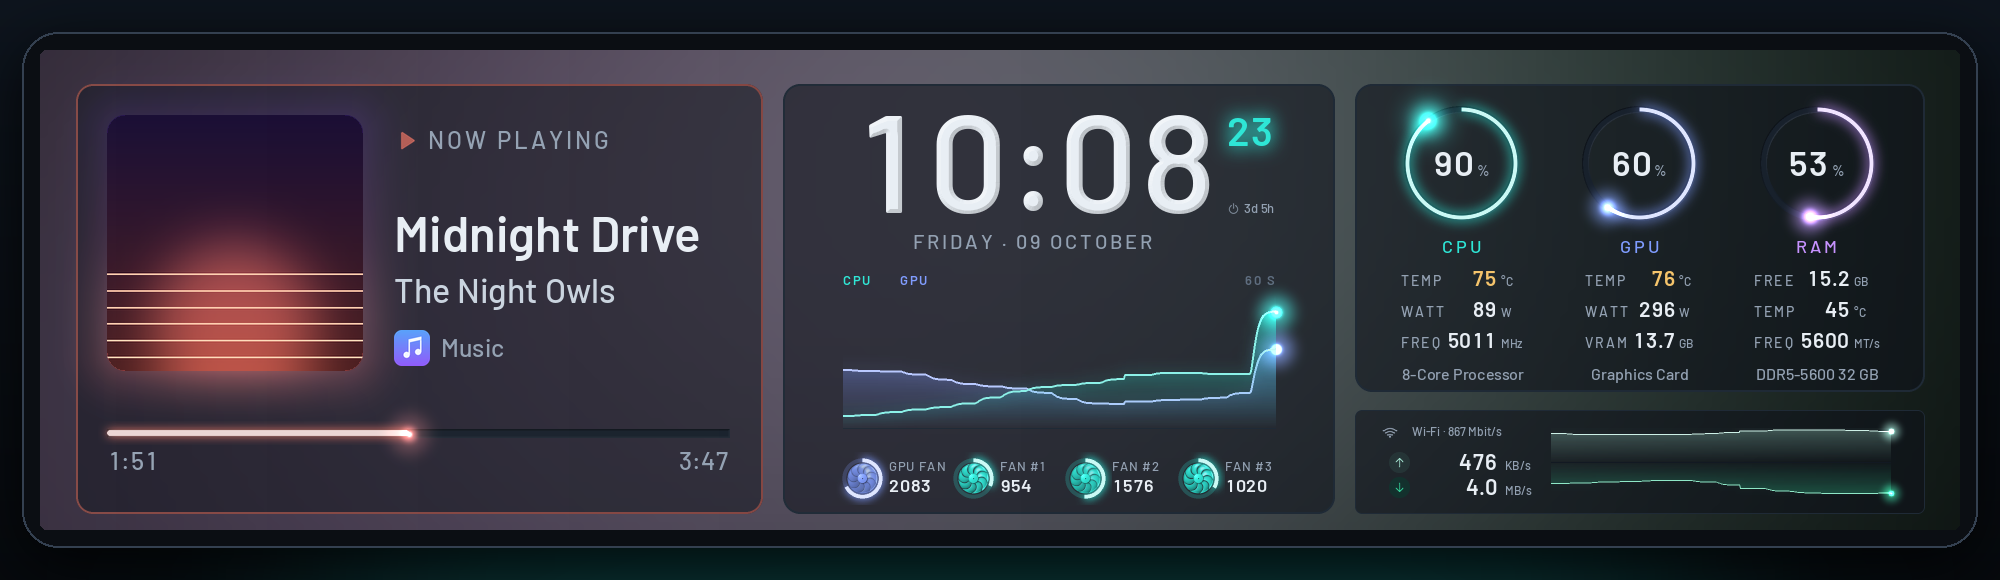 NOW PLAYING
Midnight Drive
The Night Owls
Music
1:51
3:47
10:08
23
3d 5h
FRIDAY · 09 OCTOBER
CPU
GPU
60 S
GPU FAN
2083
FAN #1
954
FAN #2
1576
FAN #3
1020
90 %
60 %
53 %
CPU
GPU
RAM
TEMP 75 °C
WATT 89 W
FREQ 5011 MHz
8-Core Processor
TEMP 76 °C
WATT 296 W
VRAM 13.7 GB
Graphics Card
FREE 15.2 GB
TEMP 45 °C
FREQ 5600 MT/s
DDR5-5600 32 GB
Wi-Fi · 867 Mbit/s
476 KB/s
4.0 MB/s